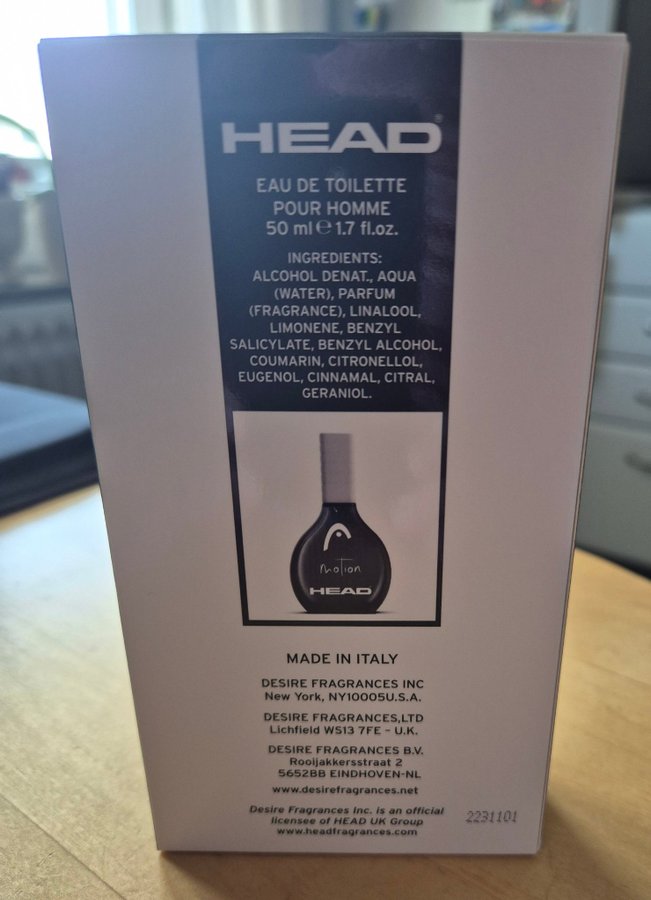 HEAD®
EAU DE TOILETTE
POUR HOMME
50 ml ℮ 1.7 fl.oz.
INGREDIENTS:
ALCOHOL DENAT., AQUA
(WATER), PARFUM
(FRAGRANCE), LINALOOL,
LIMONENE, BENZYL
SALICYLATE, BENZYL ALCOHOL,
COUMARIN, CITRONELLOL,
EUGENOL, CINNAMAL, CITRAL,
GERANIOL.
motion
HEAD
MADE IN ITALY
DESIRE FRAGRANCES INC
New York, NY10005U.S.A.
DESIRE FRAGRANCES,LTD
Lichfield WS13 7FE - U.K.
DESIRE FRAGRANCES B.V.
Rooijakkersstraat 2
5652BB EINDHOVEN-NL
www.desirefragrances.net
Desire Fragrances Inc. is an official
licensee of HEAD UK Group
www.headfragrances.com
2231101